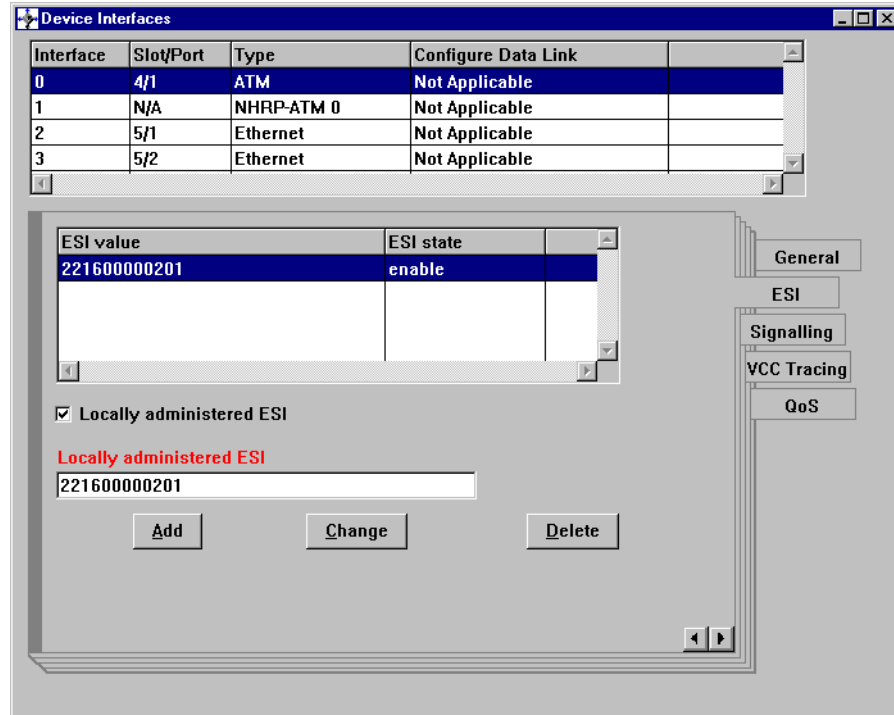 Device Interfaces
Interface Slot/Port Type Configure Data Link
0 4/1 ATM Not Applicable
1 N/A NHRP-ATM 0 Not Applicable
2 5/1 Ethernet Not Applicable
3 5/2 Ethernet Not Applicable
ESI value ESI state
221600000201 enable
General
ESI
Signalling
VCC Tracing
QoS
Locally administered ESI
Locally administered ESI
221600000201
Add Change Delete